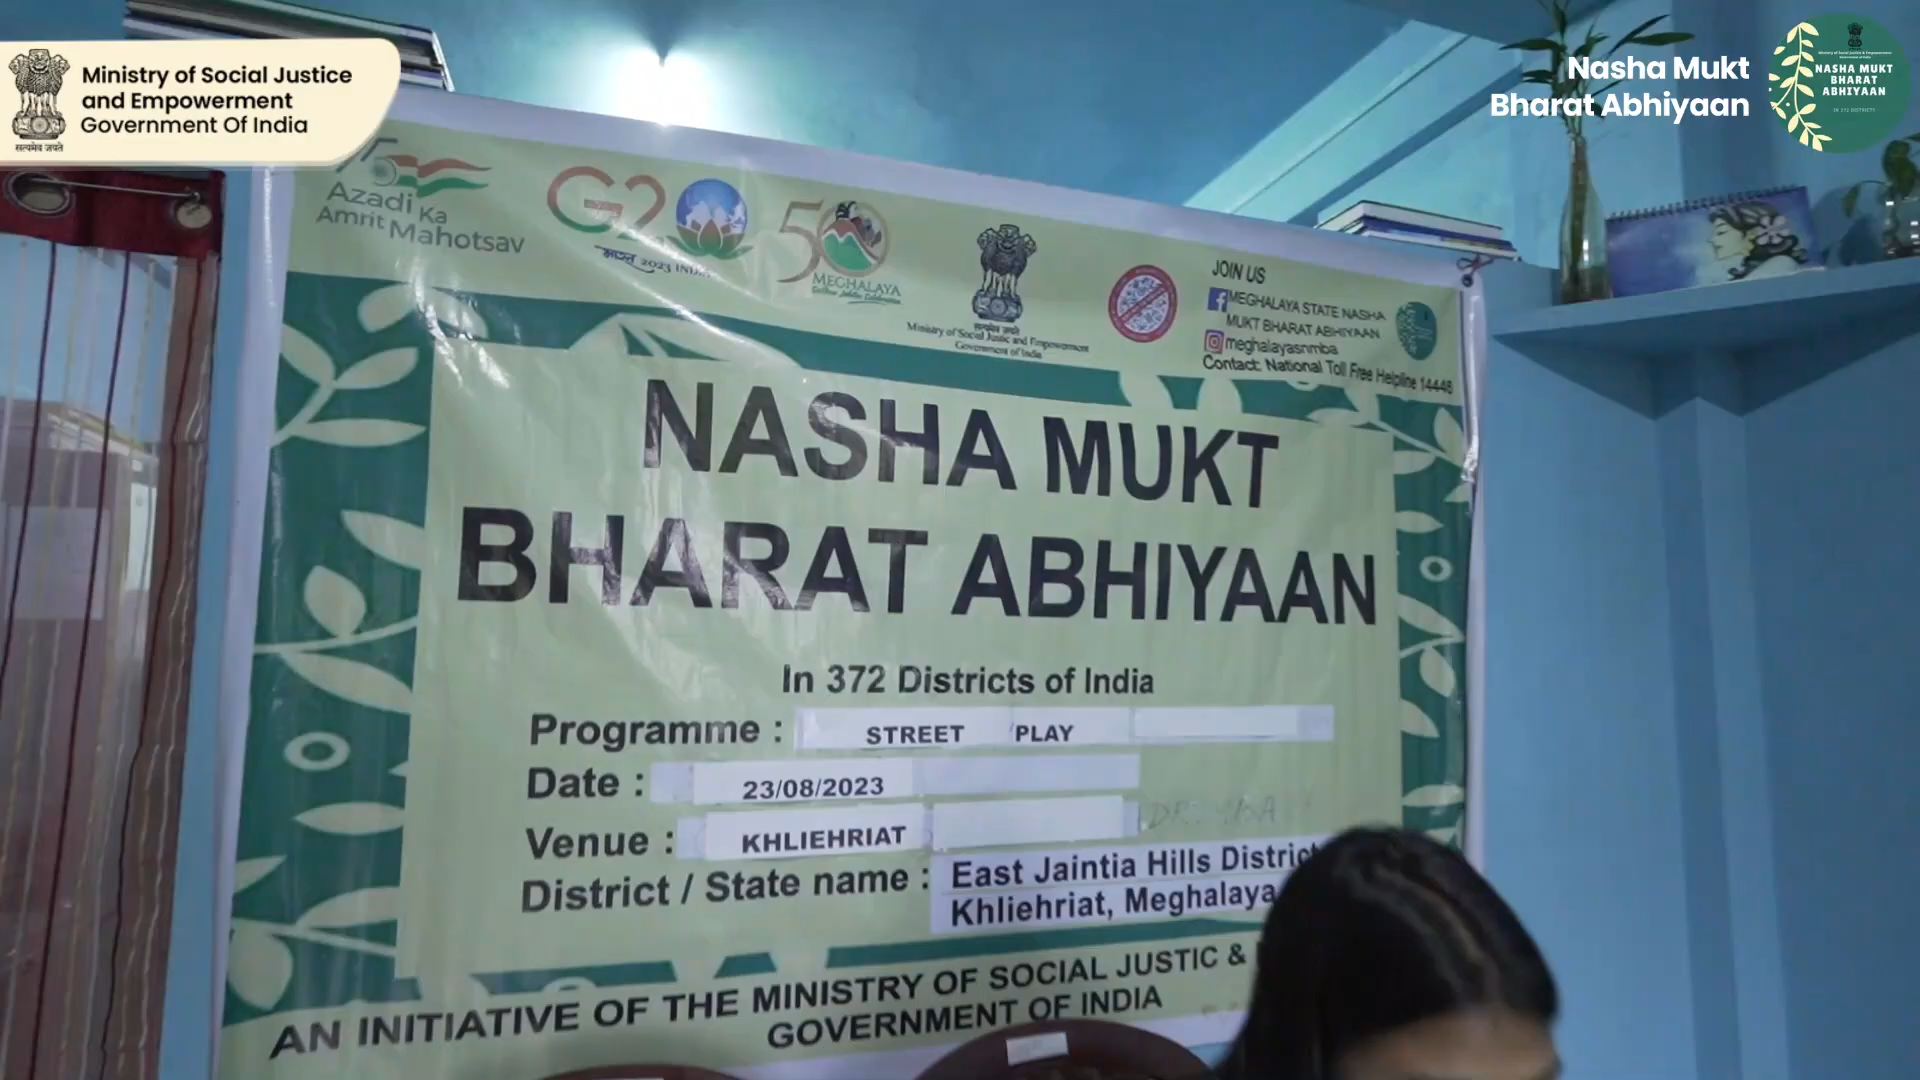 Ministry of Social Justice
and Empowerment
Government Of India
सत्यमेव जयते
Nasha Mukt
Bharat Abhiyaan
NASHA MUKT
BHARAT
ABHIYAAN
Azadi Ka
Amrit Mahotsav
G20
भारत 2023 INDIA
50
MEGHALAYA
सत्यमेव जयते
Ministry of Social Justice and Empowerment
Government of India
JOIN US
MEGHALAYA STATE NASHA
MUKT BHARAT ABHIYAAN
meghalayasnmba
Contact: National Toll Free Helpline 14446
NASHA MUKT
BHARAT ABHIYAAN
In 372 Districts of India
Programme : STREET PLAY
Date : 23/08/2023
Venue : KHLIEHRIAT
District / State name : East Jaintia Hills District
Khliehriat, Meghalaya
AN INITIATIVE OF THE MINISTRY OF SOCIAL JUSTIC &
GOVERNMENT OF INDIA